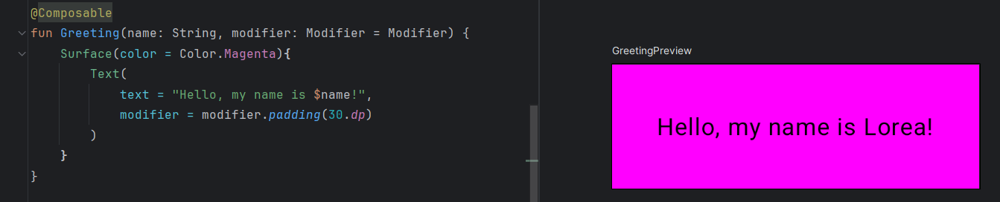 @Composable
fun Greeting(name: String, modifier: Modifier = Modifier) {
    Surface(color = Color.Magenta){
        Text(
            text = "Hello, my name is $name!",
            modifier = modifier.padding(30.dp)
        )
    }
}
GreetingPreview
Hello, my name is Lorea!